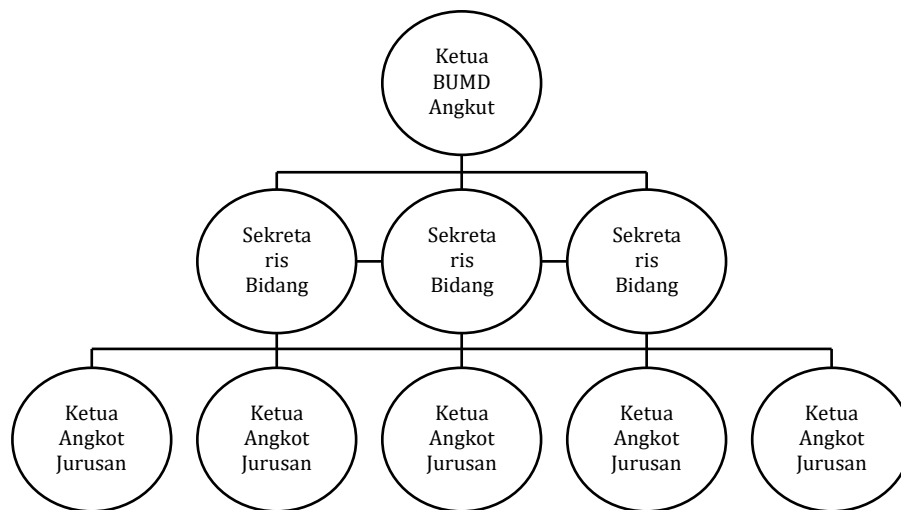 Ketua
BUMD
Angkut
Sekreta
ris
Bidang
Sekreta
ris
Bidang
Sekreta
ris
Bidang
Ketua
Angkot
Jurusan
Ketua
Angkot
Jurusan
Ketua
Angkot
Jurusan
Ketua
Angkot
Jurusan
Ketua
Angkot
Jurusan